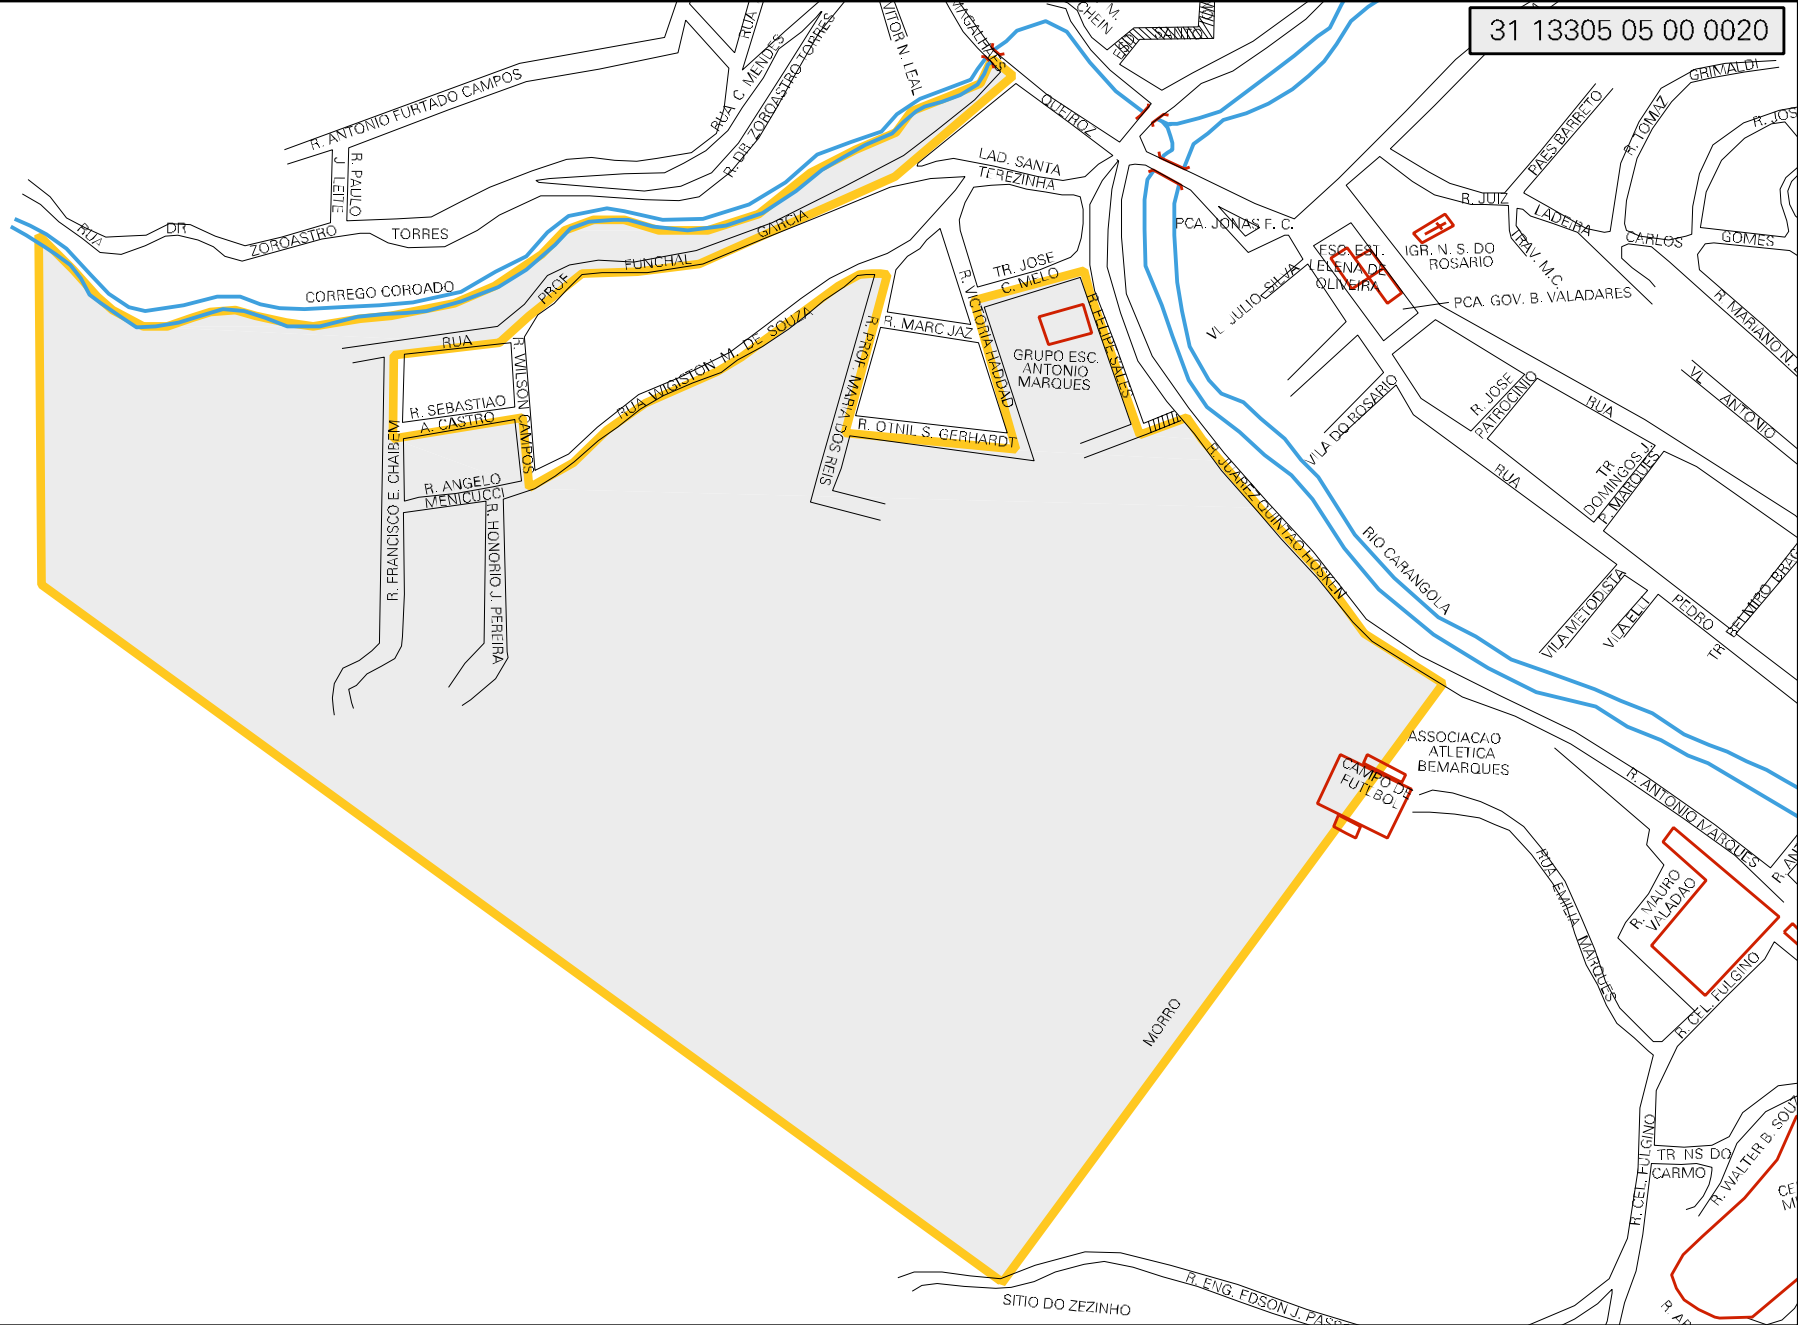 31 13305 05 00 0020
MAGALHAES
VITOR N. LEAL
RUA
RUA C. MENDES
R. DR. ZOROASTRO TORRES
R. ANTONIO FURTADO CAMPOS
R. PAULO
J. LEITE
QUEIROZ
LAD. SANTA
TEREZINHA
SANTO
GRIMALDI
R. TOMAZ
PAES BARRETO
R. JUIZ
LADEIRA
TRAV. M.C.
CARLOS
GOMES
R. MARIANO N.
PCA. JONAS F. C.
ESC. EST.
LELENA DE
OLIVEIRA
IGR. N. S. DO
ROSARIO
PCA. GOV. B. VALADARES
VL. JULIO SILVA
RUA
DR
ZOROASTRO
TORRES
CORREGO COROADO
RUA
PROF
FUNCHAL
GARCIA
TR. JOSE
C. MELO
R. VICTORIA HADDAD
R. FELIPE SALES
R. MARC JAZ
GRUPO ESC.
ANTONIO
MARQUES
R. WILSON CAMPOS
RUA WIGISTON M. DE SOUZA
R. PROF. MARIA DOS REIS
R. SEBASTIAO
A. CASTRO
R. OTNIL S. GERHARDT
R. ANGELO
MENICUCCI
R. FRANCISCO E. CHAIBEM
R. HONORIO J. PEREIRA
R. JUAREZ QUINTAO HOSKEN
RIO CARANGOLA
VILA DO ROSARIO
R. JOSE
PATROCINIO
RUA
VL
ANTONIO
RUA
TR
DOMINGOS J.
P. MARQUES
VILA METODISTA
VILA ELI
PEDRO
TR
BELMIRO BRAG
ASSOCIACAO
ATLETICA
BEMARQUES
CAMPO DE
FUTEBOL
R. ANTONIO MARQUES
RUA EMILIA MARQUES
R. MAURO
VALADAO
R. CEL. FULGINO
MORRO
R. CEL. FULGINO
TR NS DO
CARMO
R. WALTER B. SOUZ
SITIO DO ZEZINHO
R. ENG. EDSON J. PASS